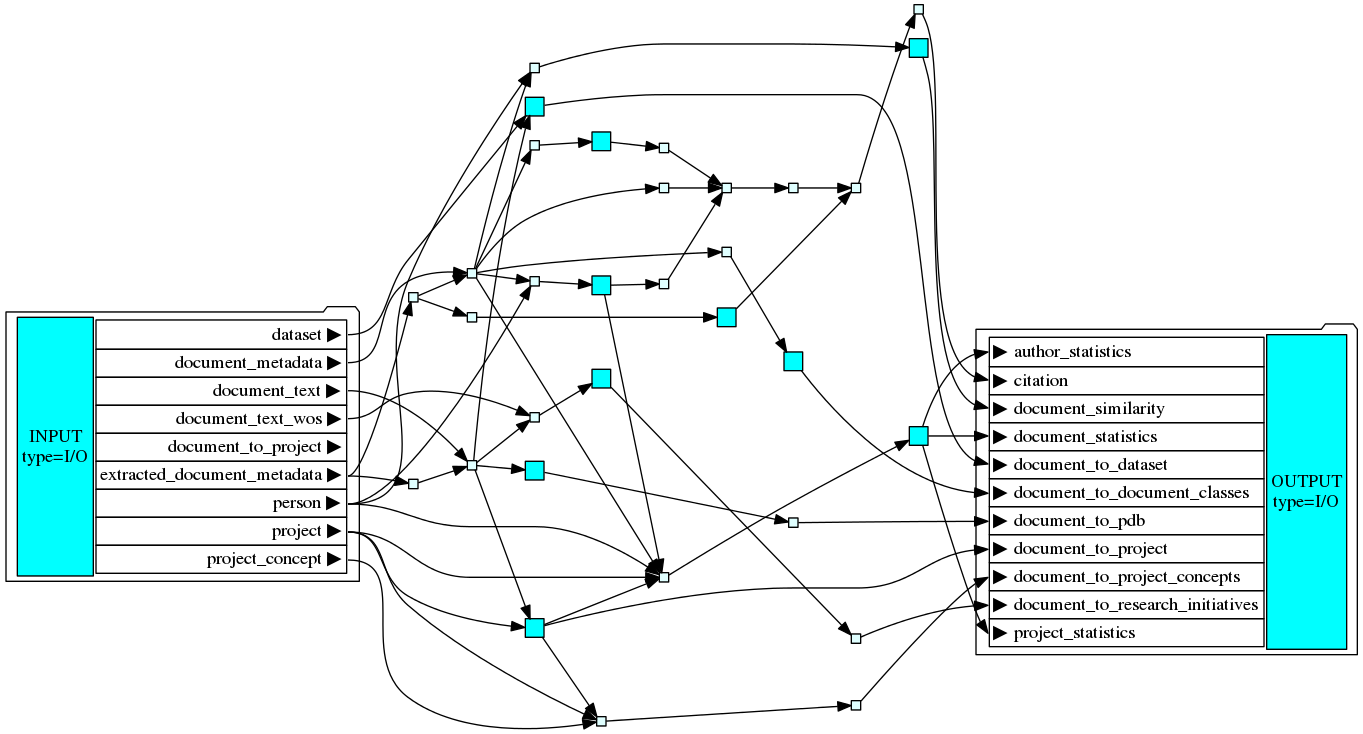 INPUT
type=I/O
dataset
document_metadata
document_text
document_text_wos
document_to_project
extracted_document_metadata
person
project
project_concept
author_statistics
citation
document_similarity
document_statistics
document_to_dataset
document_to_document_classes
document_to_pdb
document_to_project
document_to_project_concepts
document_to_research_initiatives
project_statistics
OUTPUT
type=I/O